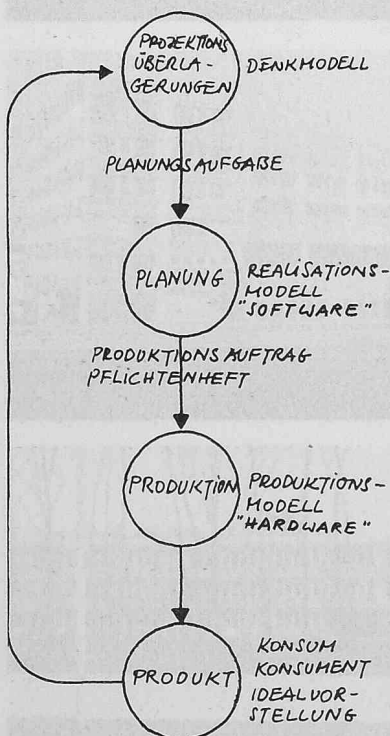 PROJEKTIONS
ÜBERLA-
GERUNGEN
DENKMODELL
PLANUNGSAUFGABE
PLANUNG
REALISATIONS-
MODELL
"SOFTWARE"
PRODUKTIONSAUFTRAG
PFLICHTENHEFT
PRODUKTION
PRODUKTIONS-
MODELL
"HARDWARE"
PRODUKT
KONSUM
KONSUMENT
IDEALVOR-
STELLUNG